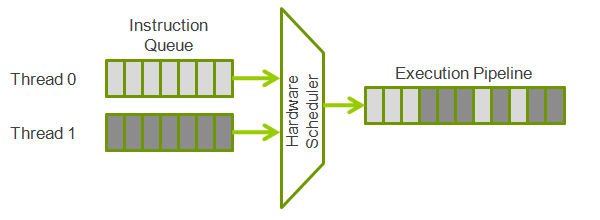 Instruction
Queue
Thread 0
Thread 1
Hardware
Scheduler
Execution Pipeline